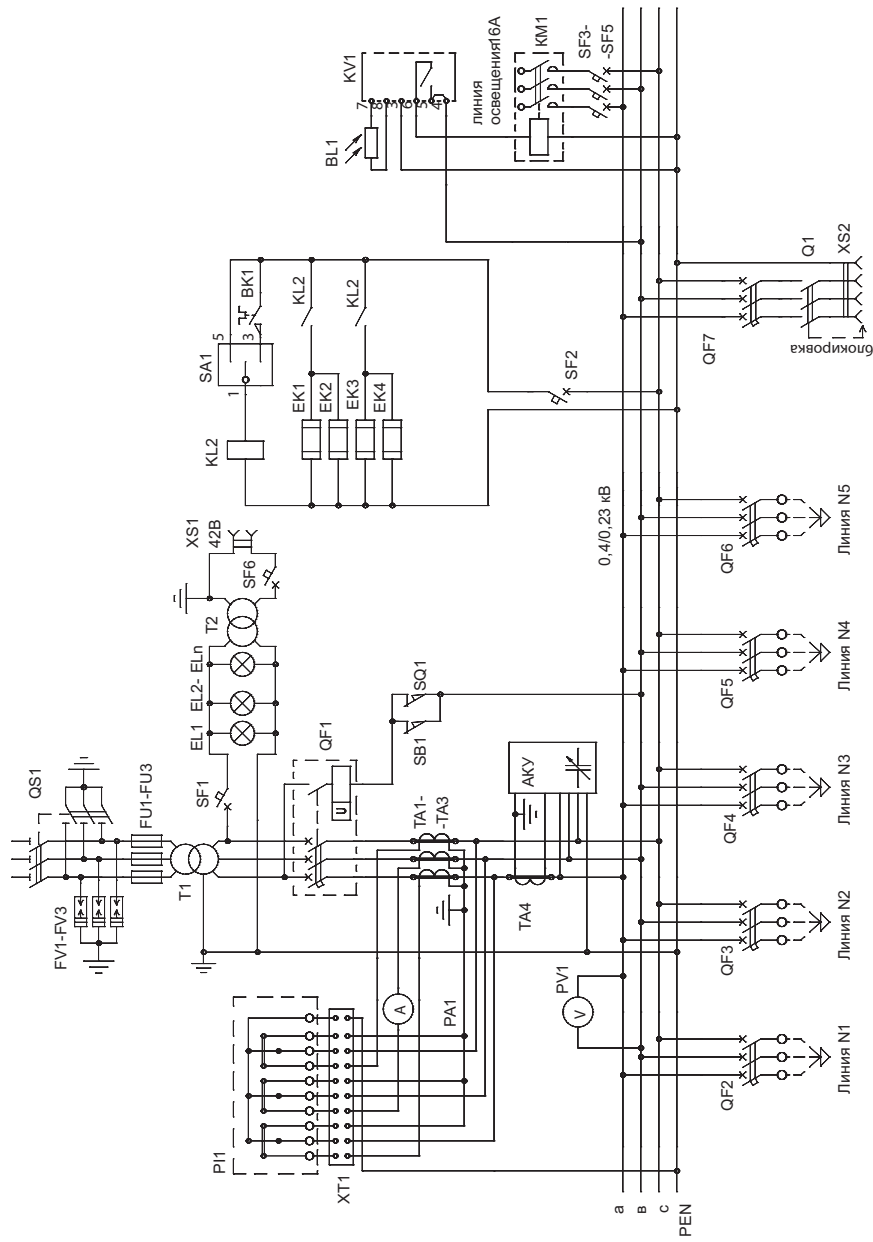 QS1
FV1-FV3
FU1-FU3
T1
SF1
EL1
EL2-
ELn
T2
SF6
XS1
42В
QF1
U
SB1
SQ1
TA1-
-TA3
АКУ
TA4
PI1
XT1
A
PA1
PV1
V
KL2
SA1
1
5
3
BK1
EK1
EK2
EK3
EK4
KL2
KL2
SF2
BL1
KV1
7
8
3
6
5
4
линия
освещения16А
KM1
SF3-
-SF5
0,4/0,23 кВ
а
в
с
PEN
QF2
Линия N1
QF3
Линия N2
QF4
Линия N3
QF5
Линия N4
QF6
Линия N5
QF7
Q1
XS2
блокировка